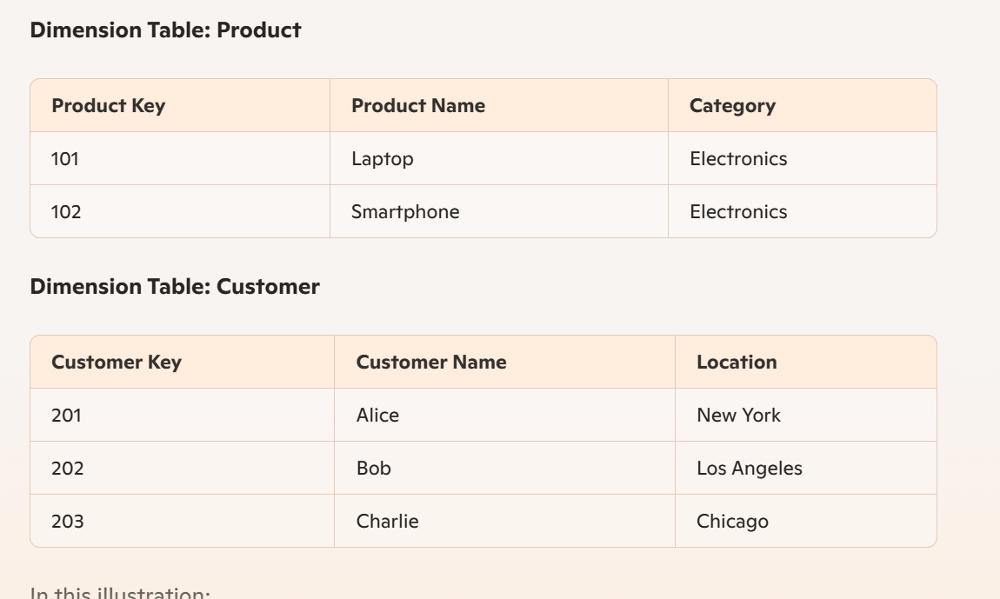 Dimension Table: Product
Product Key Product Name Category
101 Laptop Electronics
102 Smartphone Electronics
Dimension Table: Customer
Customer Key Customer Name Location
201 Alice New York
202 Bob Los Angeles
203 Charlie Chicago
In this illustration: